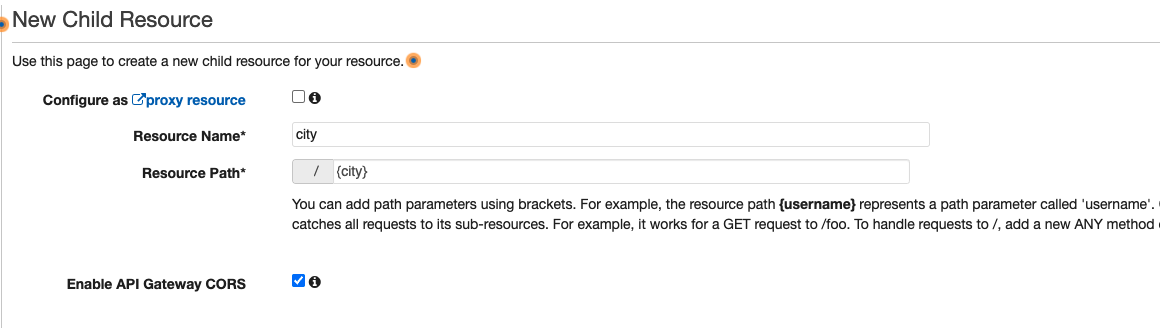 New Child Resource
Use this page to create a new child resource for your resource.
Configure as proxy resource
Resource Name* city
Resource Path* / {city}
You can add path parameters using brackets. For example, the resource path {username} represents a path parameter called 'username'.
catches all requests to its sub-resources. For example, it works for a GET request to /foo. To handle requests to /, add a new ANY method
Enable API Gateway CORS